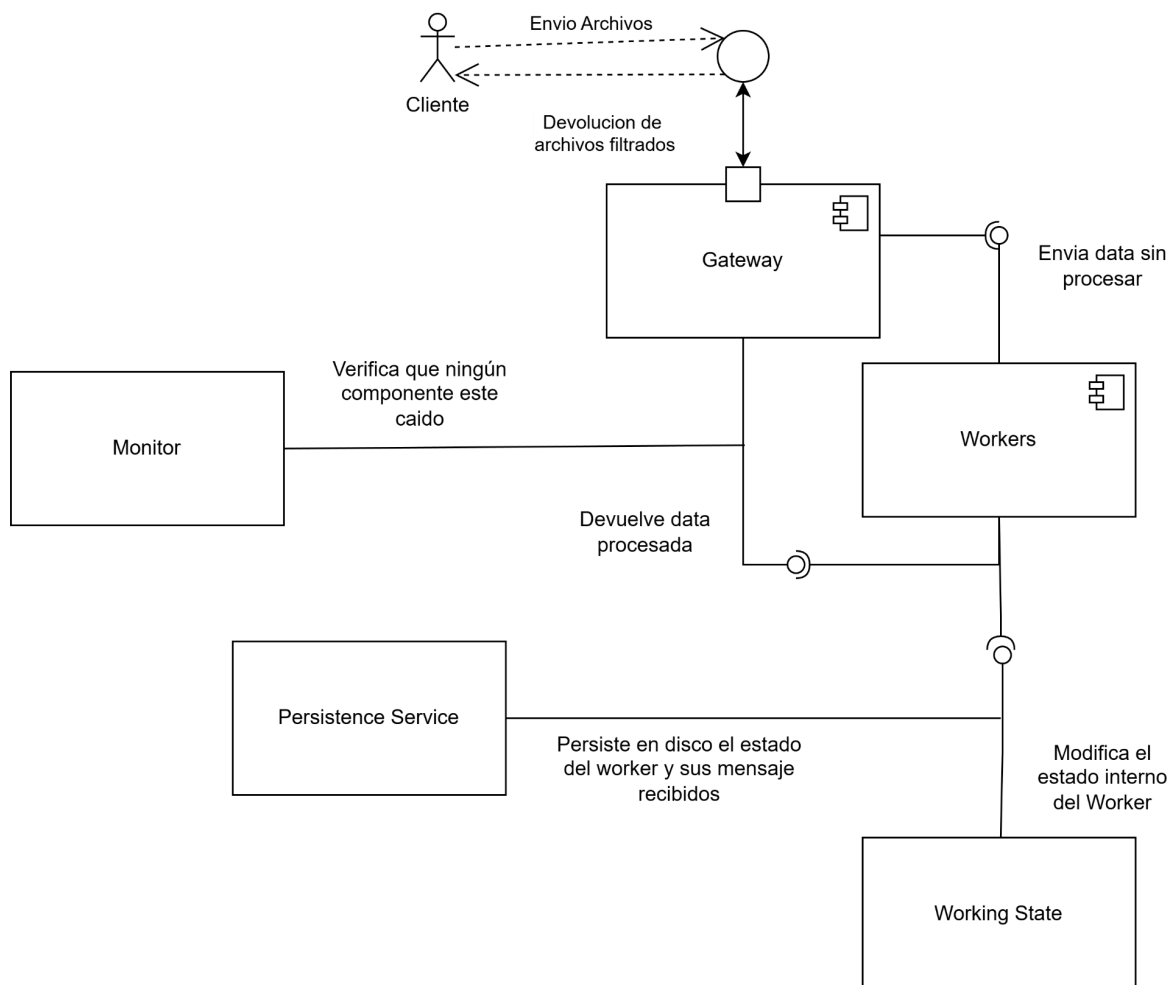 Envio Archivos
Cliente
Devolucion de
archivos filtrados
Gateway
Envia data sin
procesar
Verifica que ningún
componente este
caido
Monitor
Workers
Devuelve data
procesada
Persistence Service
Persiste en disco el estado
del worker y sus mensaje
recibidos
Modifica el
estado interno
del Worker
Working State